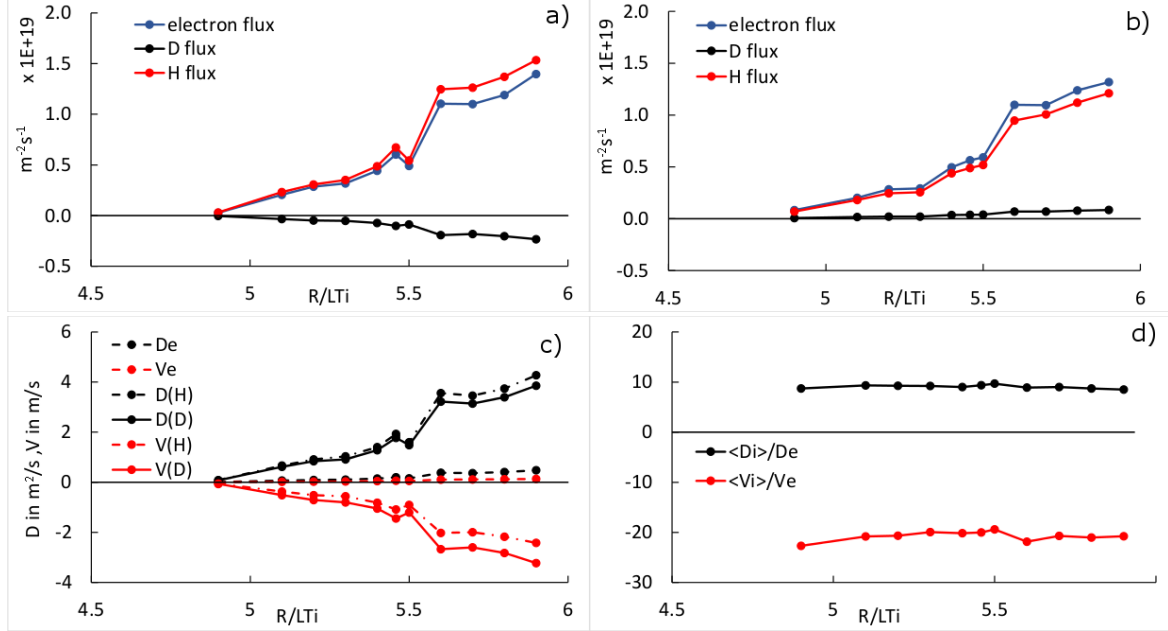 a)
electron flux
D flux
H flux
x 1E+19
m⁻²s⁻¹
2.0
1.5
1.0
0.5
0.0
-0.5
4.5 5 5.5 6
R/LTi
b)
electron flux
D flux
H flux
x 1E+19
m⁻²s⁻¹
2.0
1.5
1.0
0.5
0.0
-0.5
4.5 5 5.5 6
R/LTi
c)
De
Ve
D(H)
D(D)
V(H)
V(D)
D in m²/s ,V in m/s
6
4
2
0
-2
-4
4.5 5 5.5 6
R/LTi
d)
20
10
0
-10
-20
-30
<Di>/De
<Vi>/Ve
4.5 5 5.5 6
R/LTi